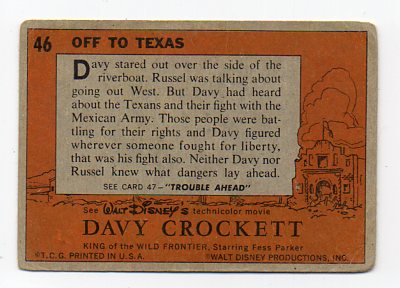 46 OFF TO TEXAS
Davy stared out over the side of the
riverboat. Russel was talking about
going out West. But Davy had heard
about the Texans and their fight with the
Mexican Army. Those people were bat-
tling for their rights and Davy figured
wherever someone fought for liberty,
that was his fight also. Neither Davy nor
Russel knew what dangers lay ahead.
SEE CARD 47-"TROUBLE AHEAD"
See WALT DISNEY'S technicolor movie
DAVY CROCKETT
KING of the WILD FRONTIER, Starring Fess Parker
©T.C.G. PRINTED IN U.S.A. ©WALT DISNEY PRODUCTIONS, INC.